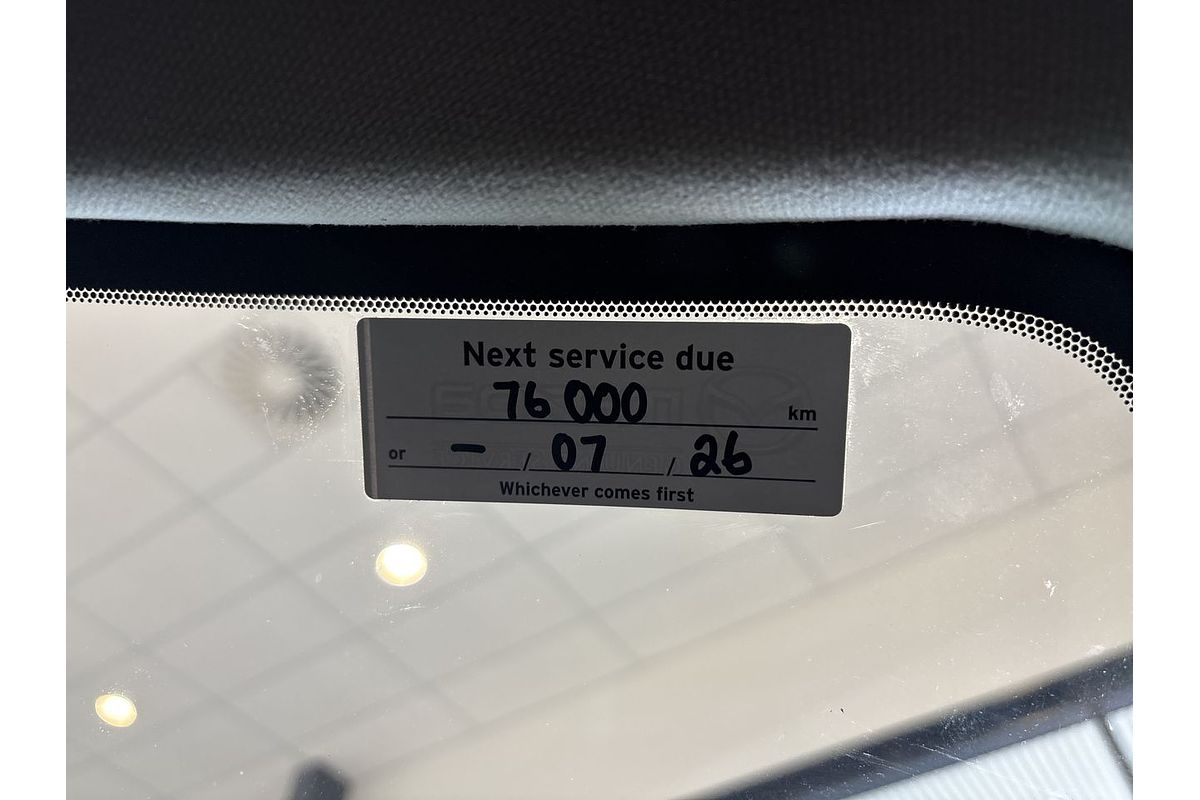 Next service due
76 000 km
or - / 07 / 26
Whichever comes first